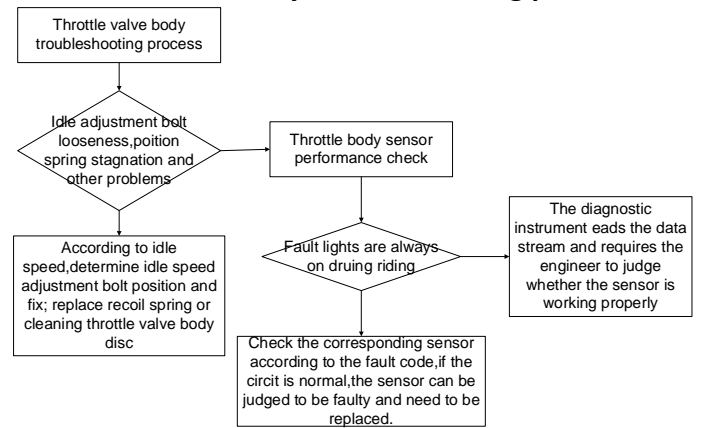 Throttle valve body
troubleshooting process
Idle adjustment bolt
looseness,poition
spring stagnation and
other problems
Throttle body sensor
performance check
According to idle
speed,determine idle speed
adjustment bolt position and
fix; replace recoil spring or
cleaning throttle valve body
disc
Fault lights are always
on druing riding
The diagnostic
instrument eads the data
stream and requires the
engineer to judge
whether the sensor is
working properly
Check the corresponding sensor
according to the fault code,if the
circit is normal,the sensor can be
judged to be faulty and need to be
replaced.